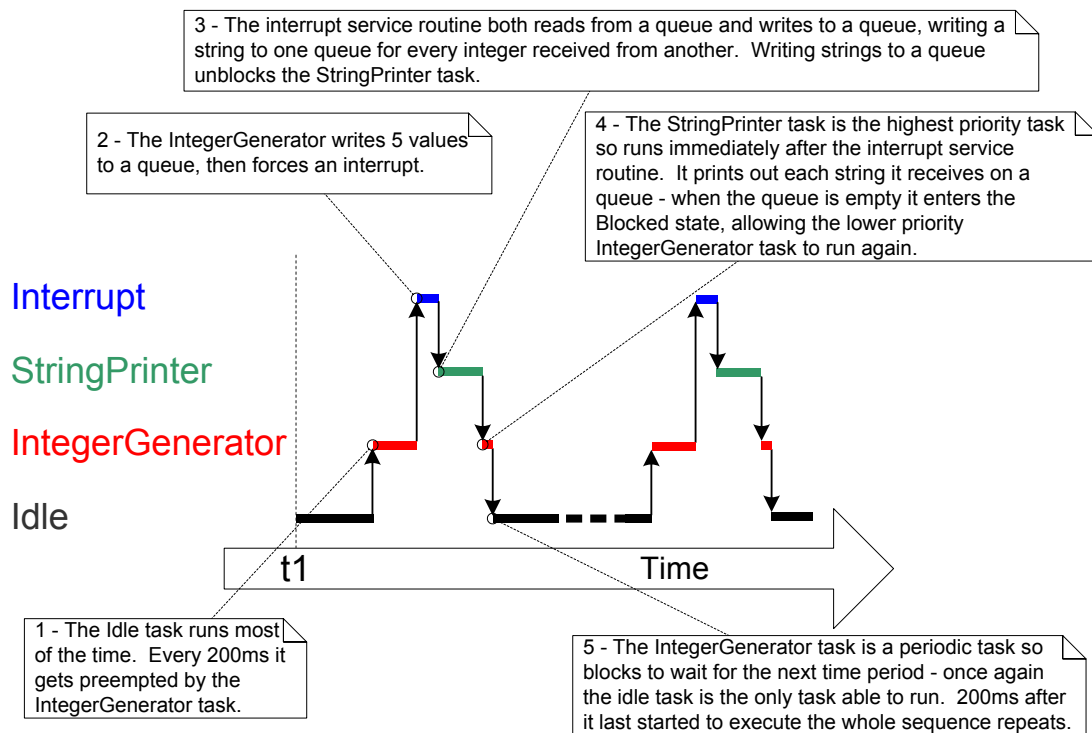 3 - The interrupt service routine both reads from a queue and writes to a queue, writing a
string to one queue for every integer received from another.  Writing strings to a queue
unblocks the StringPrinter task.
2 - The IntegerGenerator writes 5 values
to a queue, then forces an interrupt.
4 - The StringPrinter task is the highest priority task
so runs immediately after the interrupt service
routine.  It prints out each string it receives on a
queue - when the queue is empty it enters the
Blocked state, allowing the lower priority
IntegerGenerator task to run again.
Interrupt
StringPrinter
IntegerGenerator
Idle
t1
Time
1 - The Idle task runs most
of the time.  Every 200ms it
gets preempted by the
IntegerGenerator task.
5 - The IntegerGenerator task is a periodic task so
blocks to wait for the next time period - once again
the idle task is the only task able to run.  200ms after
it last started to execute the whole sequence repeats.